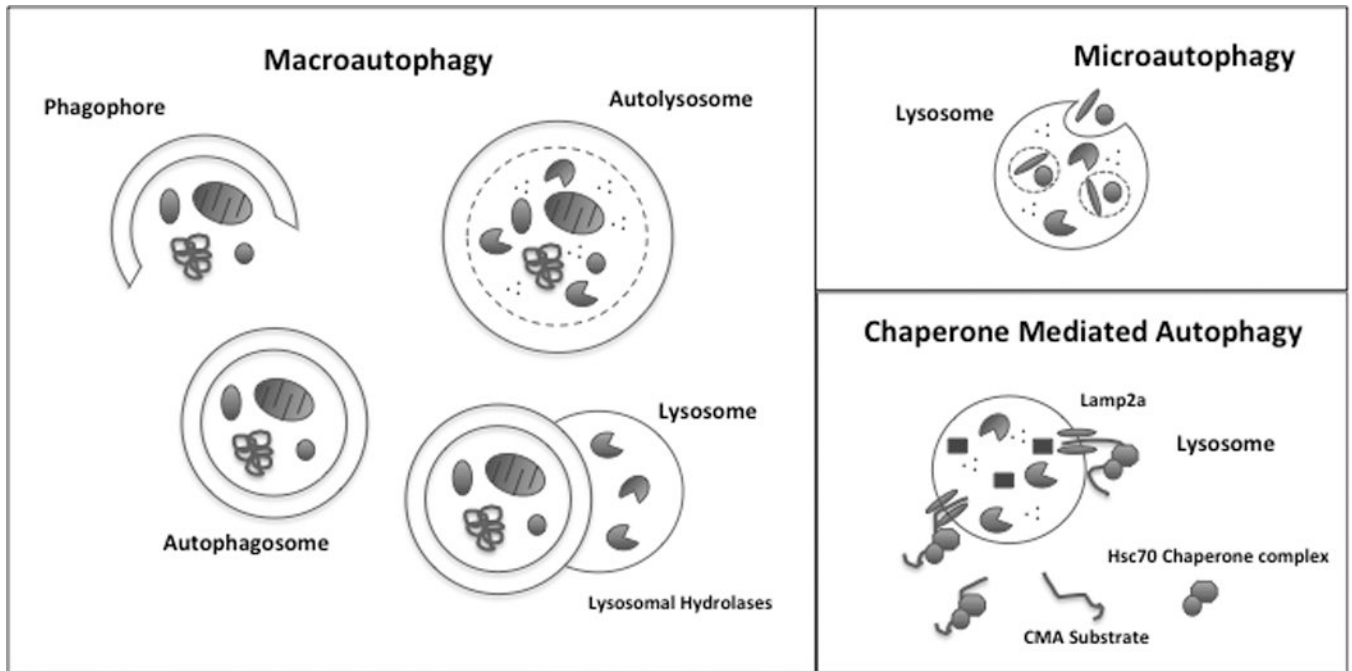 Macroautophagy
Phagophore
Autolysosome
Autophagosome
Lysosome
Lysosomal Hydrolases
Microautophagy
Lysosome
Chaperone Mediated Autophagy
Lamp2a
Lysosome
Hsc70 Chaperone complex
CMA Substrate